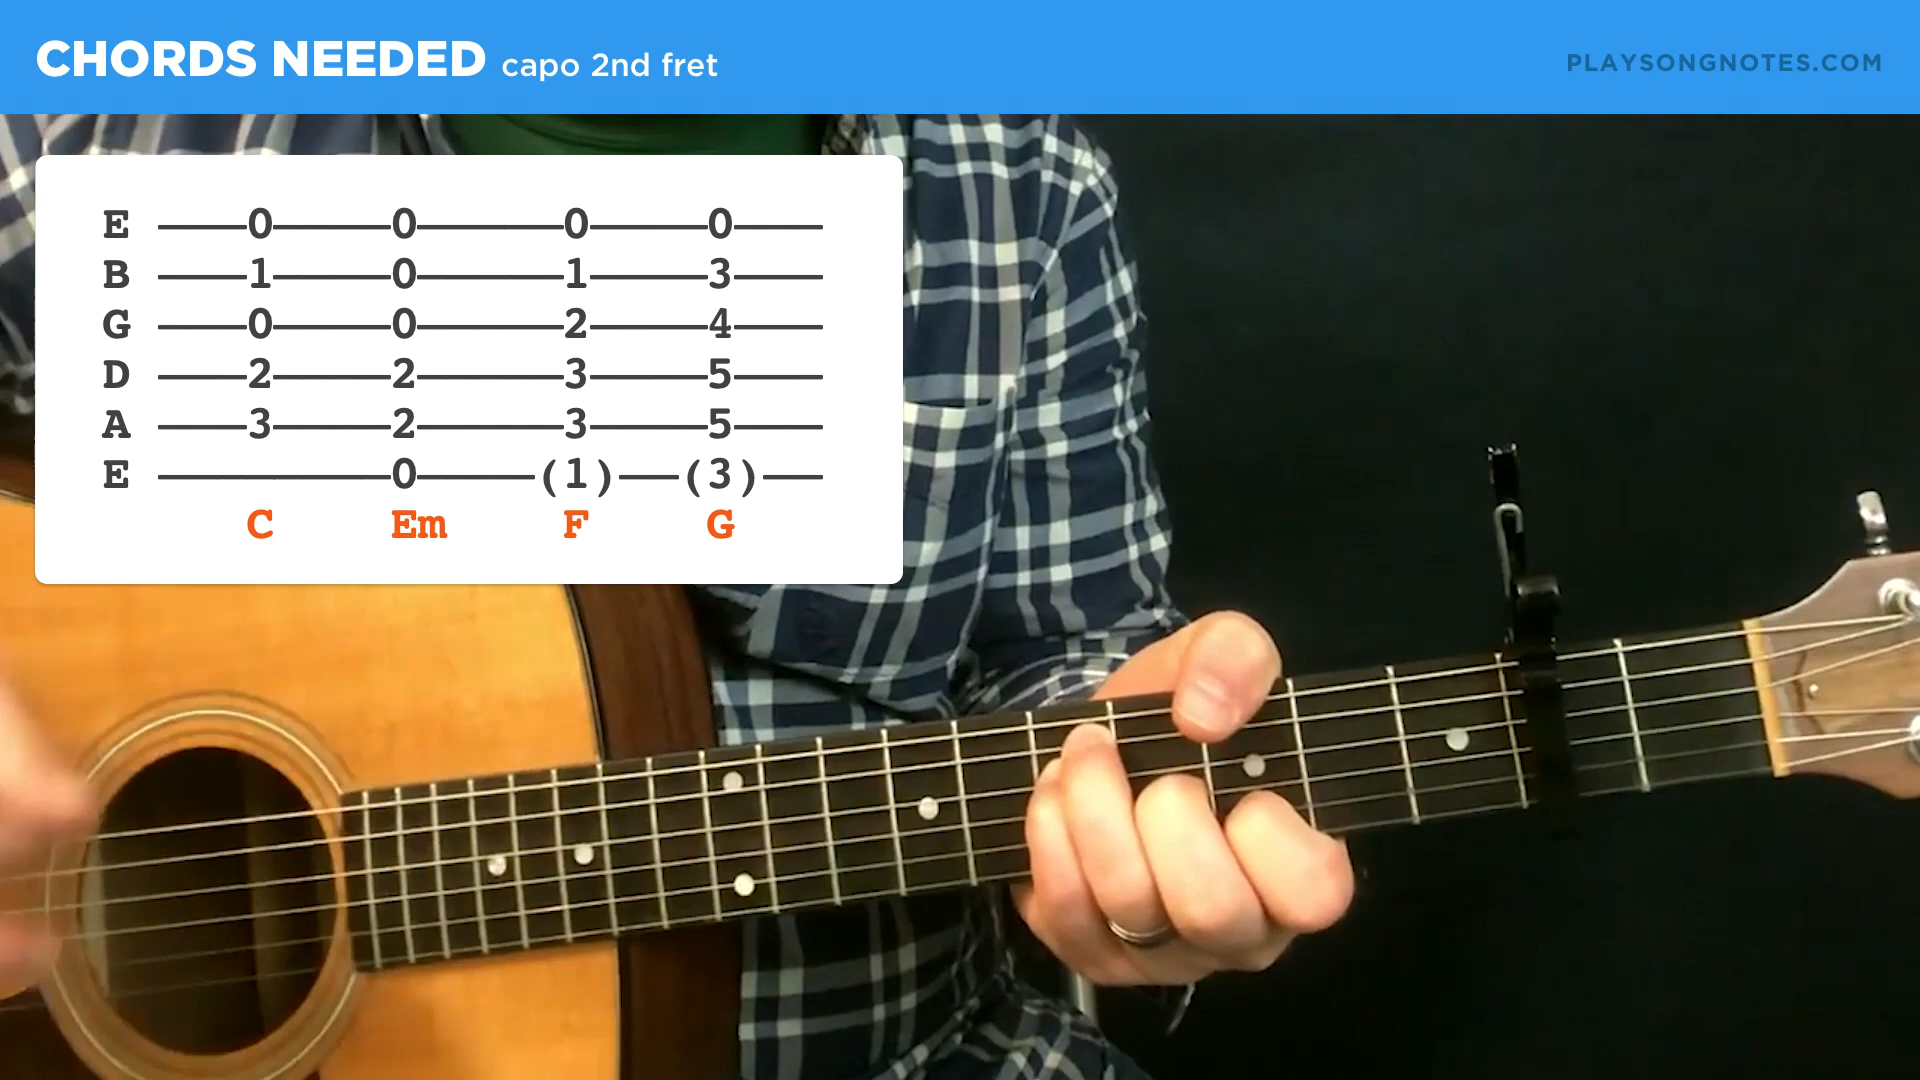 CHORDS NEEDED capo 2nd fret
PLAYSONGNOTES.COM
E 0 0 0 0
B 1 0 1 3
G 0 0 2 4
D 2 2 3 5
A 3 2 3 5
E 0 (1) (3)
C Em F G